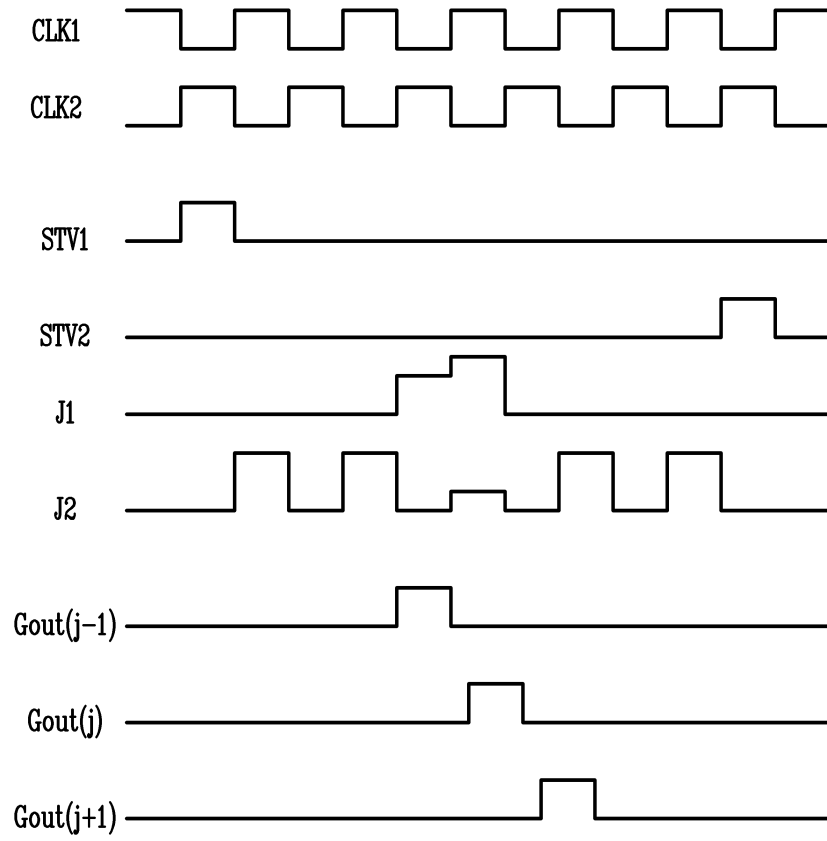 CLK1
CLK2
STV1
STV2
J1
J2
Gout(j-1)
Gout(j)
Gout(j+1)